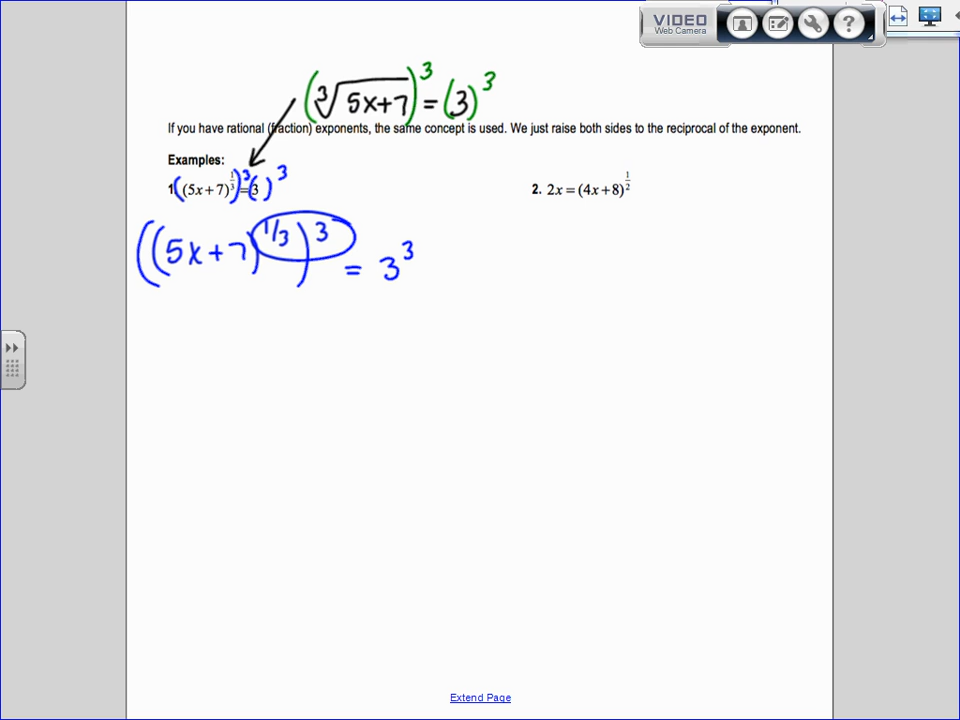 VIDEO
Web Camera
(∛5x+7)³ = (3)³
If you have rational (fraction) exponents, the same concept is used. We just raise both sides to the reciprocal of the exponent.
Examples:
1. ((5x+7)^(1/3))³=(3)³
2. 2x = (4x+8)^(1/2)
((5x+7)^(1/3))³ = 3³
Extend Page